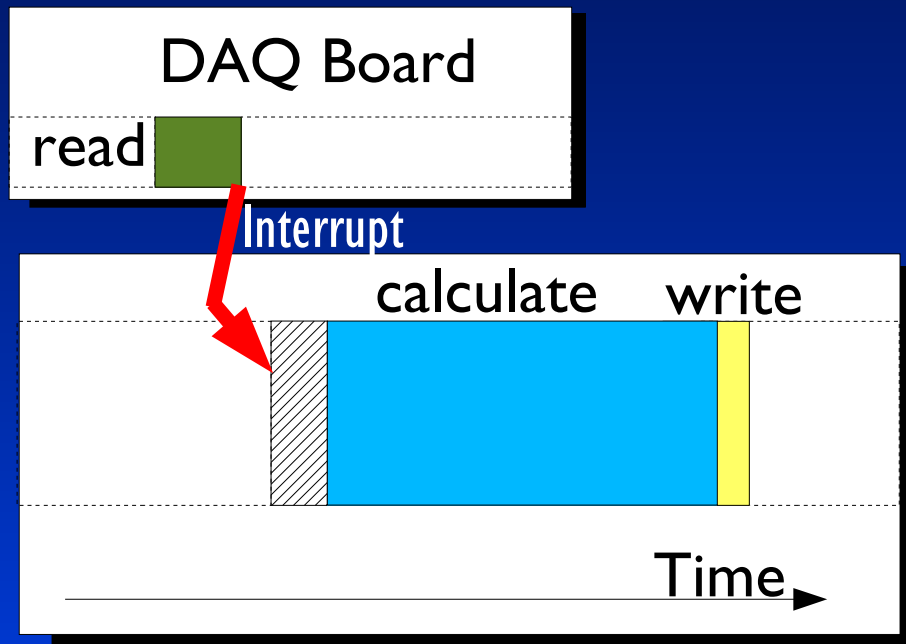 DAQ Board
read
Interrupt
calculate write
Time